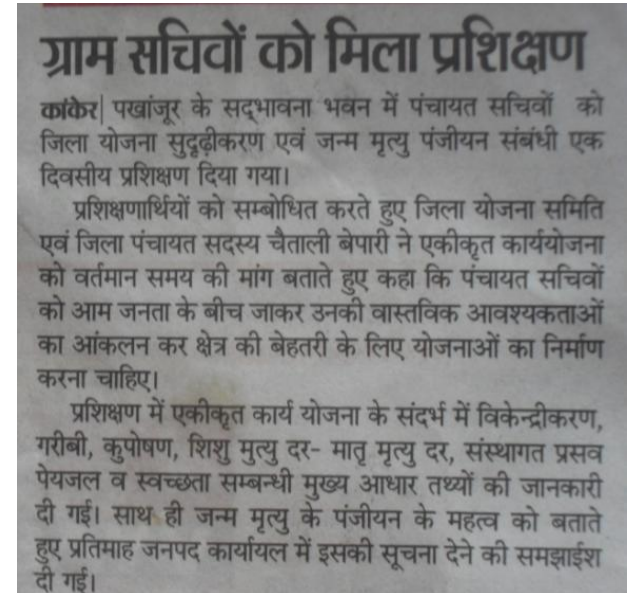 ग्राम सचिवों को मिला प्रशिक्षण
कांकेर| पखांजूर के सद्भावना भवन में पंचायत सचिवों को
जिला योजना सुदृढ़ीकरण एवं जन्म मृत्यु पंजीयन संबंधी एक
दिवसीय प्रशिक्षण दिया गया।
प्रशिक्षणार्थियों को सम्बोधित करते हुए जिला योजना समिति
एवं जिला पंचायत सदस्य चैताली बेपारी ने एकीकृत कार्ययोजना
को वर्तमान समय की मांग बताते हुए कहा कि पंचायत सचिवों
को आम जनता के बीच जाकर उनकी वास्तविक आवश्यकताओं
का आंकलन कर क्षेत्र की बेहतरी के लिए योजनाओं का निर्माण
करना चाहिए।
प्रशिक्षण में एकीकृत कार्य योजना के संदर्भ में विकेन्द्रीकरण,
गरीबी, कुपोषण, शिशु मुत्यु दर- मातृ मृत्यु दर, संस्थागत प्रसव
पेयजल व स्वच्छता सम्बन्धी मुख्य आधार तथ्यों की जानकारी
दी गई। साथ ही जन्म मृत्यु के पंजीयन के महत्व को बताते
हुए प्रतिमाह जनपद कार्यायल में इसकी सूचना देने की समझाईश
दी गई।